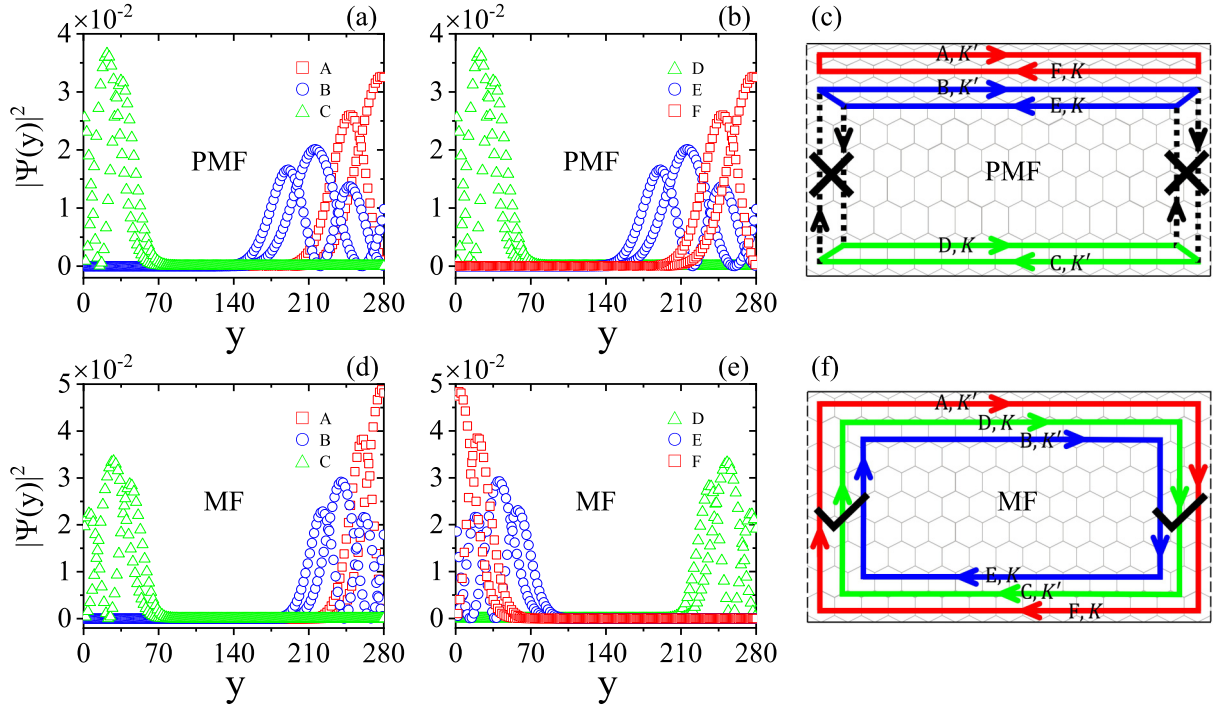 (a)
4×10⁻²
3
2
1
0
|Ψ(y)|²
PMF
A
B
C
0 70 140 210 280
y
(b)
4×10⁻²
3
2
1
0
PMF
D
E
F
0 70 140 210 280
y
(c)
A, K′
F, K
B, K′
E, K
PMF
D, K
C, K′
(d)
5×10⁻²
4
3
2
1
0
|Ψ(y)|²
MF
A
B
C
0 70 140 210 280
y
(e)
5×10⁻²
4
3
2
1
0
MF
D
E
F
0 70 140 210 280
y
(f)
A, K′
D, K
B, K′
MF
E, K
C, K′
F, K